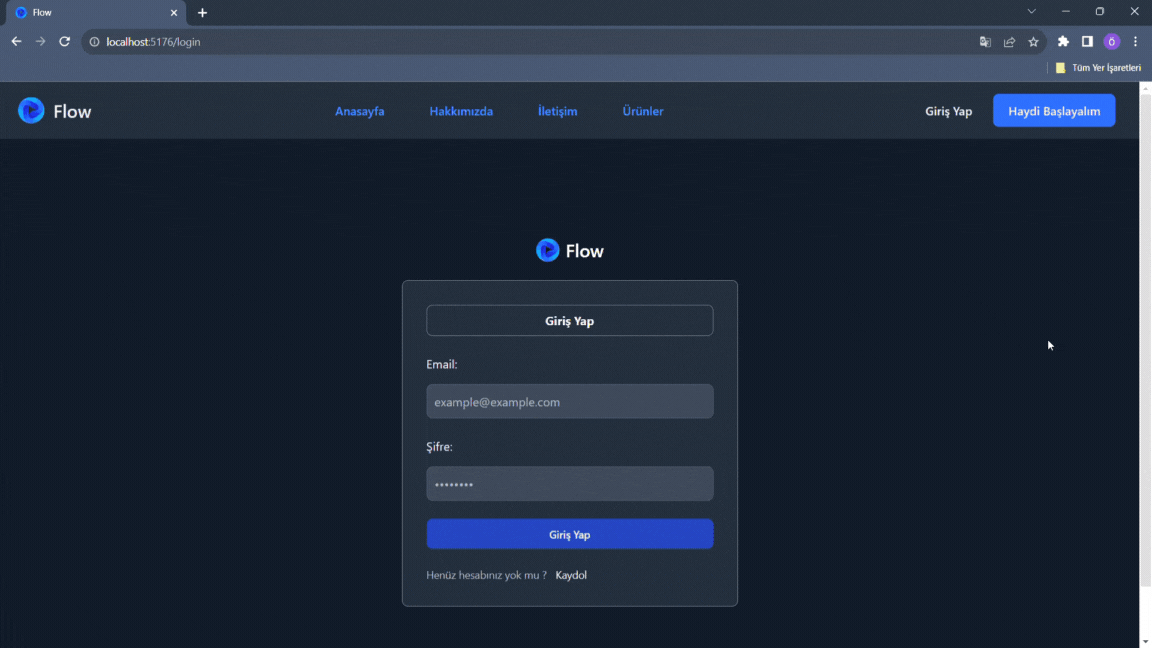 Flow
localhost:5176/login
Ö
Tüm Yer İşaretleri
Flow
Anasayfa
Hakkımızda
İletişim
Ürünler
Giriş Yap
Haydi Başlayalım
Flow
Giriş Yap
Email:
example@example.com
Şifre:
••••••••
Giriş Yap
Henüz hesabınız yok mu ? Kaydol